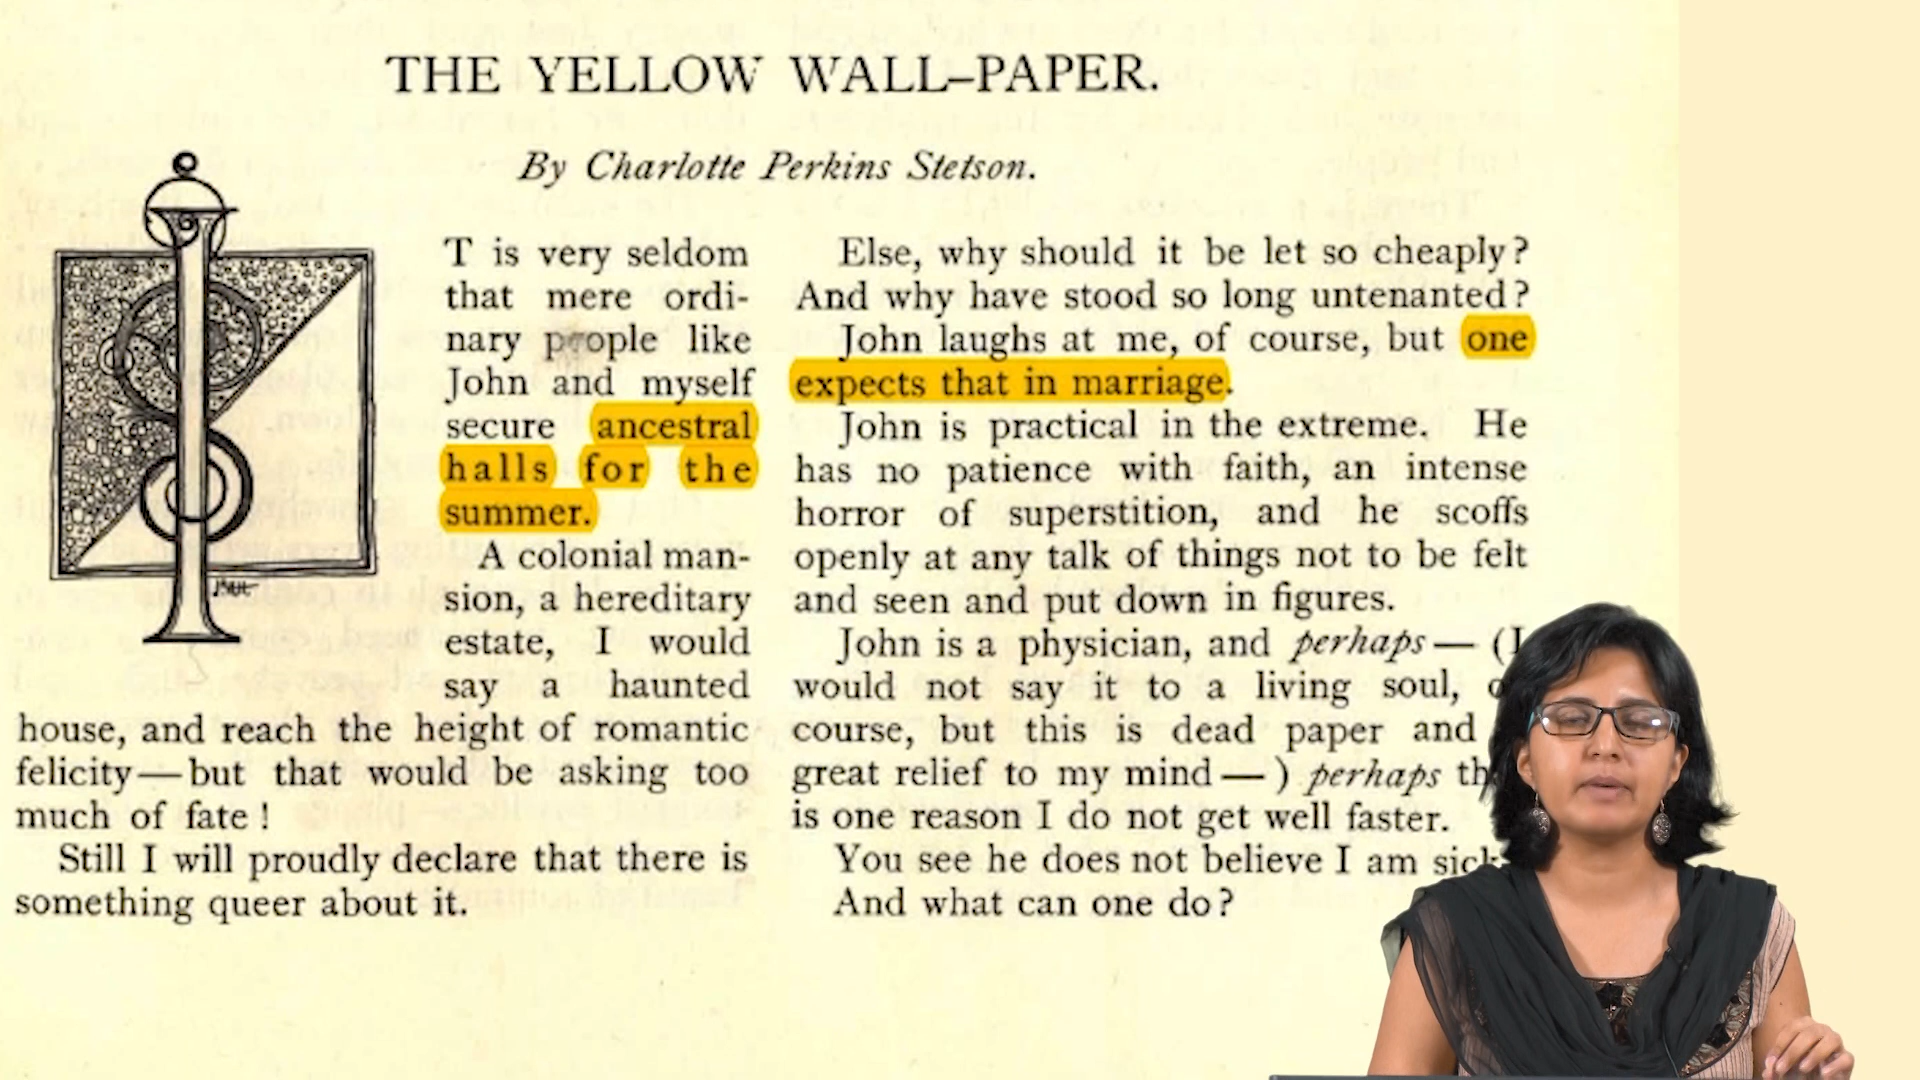 THE YELLOW WALL-PAPER.
By Charlotte Perkins Stetson.
T is very seldom
that mere ordi-
nary people like
John and myself
secure ancestral
halls for the
summer.
A colonial man-
sion, a hereditary
estate, I would
say a haunted
house, and reach the height of romantic
felicity—but that would be asking too
much of fate!
Still I will proudly declare that there is
something queer about it.
Else, why should it be let so cheaply?
And why have stood so long untenanted?
John laughs at me, of course, but one
expects that in marriage.
John is practical in the extreme. He
has no patience with faith, an intense
horror of superstition, and he scoffs
openly at any talk of things not to be felt
and seen and put down in figures.
John is a physician, and perhaps— (I
would not say it to a living soul,
course, but this is dead paper and
great relief to my mind—) perhaps
is one reason I do not get well faster.
You see he does not believe I am sick
And what can one do?